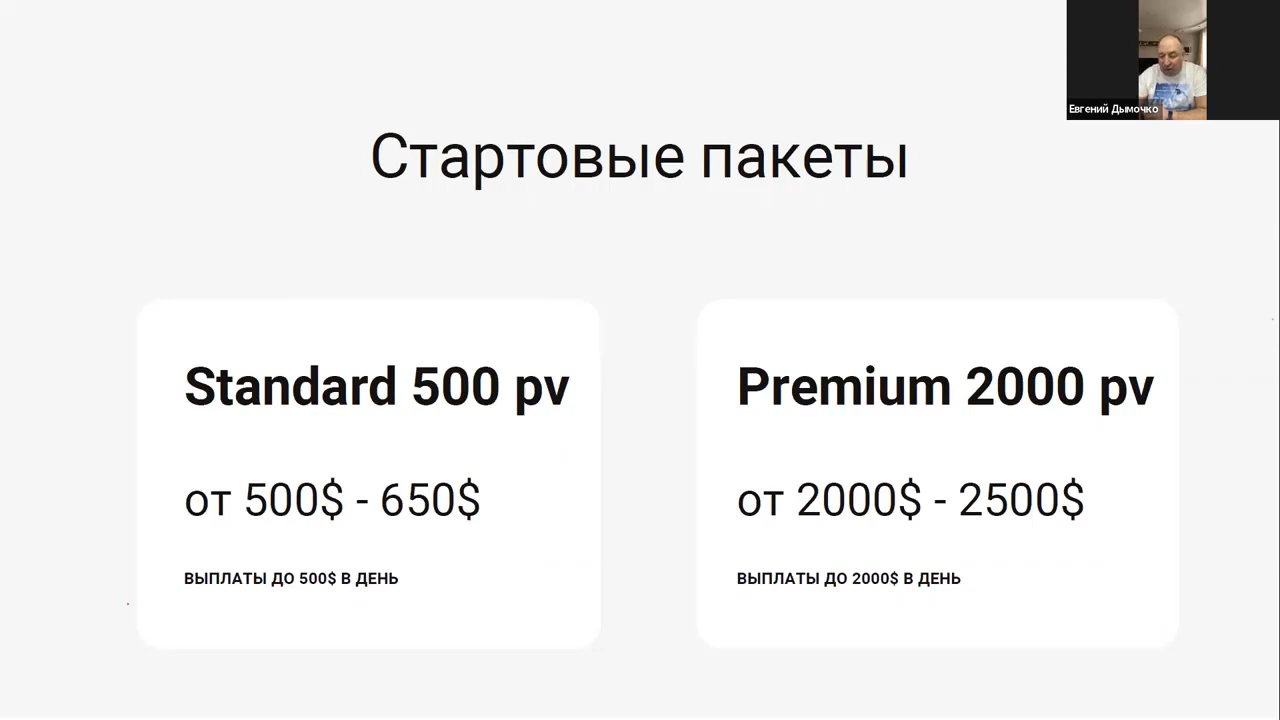 Евгений Дымочко
Стартовые пакеты
Standard 500 pv
от 500$ - 650$
ВЫПЛАТЫ ДО 500$ В ДЕНЬ
Premium 2000 pv
от 2000$ - 2500$
ВЫПЛАТЫ ДО 2000$ В ДЕНЬ